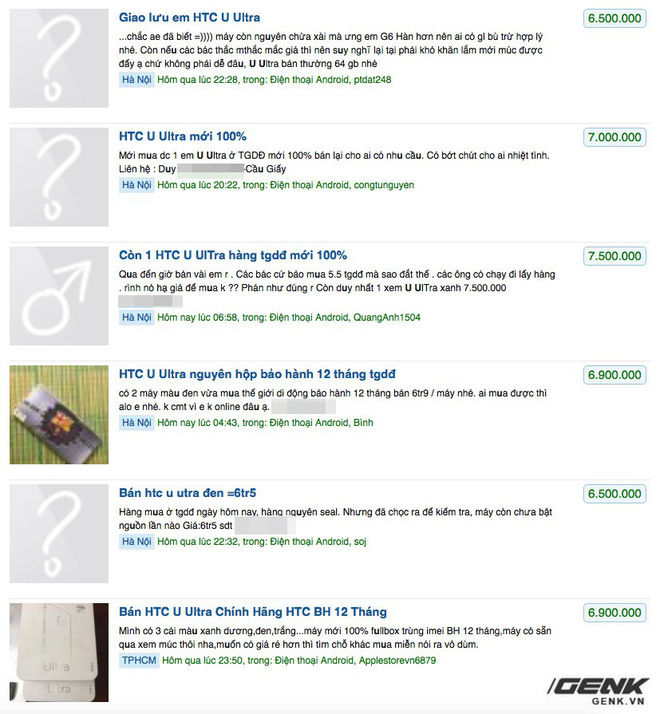 Giao lưu em HTC U Ultra
6.500.000
...chắc ae đã biết =)))) máy còn nguyên chừa xài mà ưng em G6 Hàn hơn nên ai có gl bù trừ hợp lý
nhé. Còn nếu các bác thắc mthắc mắc giá thì nên suy nghĩ lại tại phải khó khăn lắm mới múc được
đấy ạ chứ không phải dễ đâu, U Ultra bán thường 64 gb nhé
Hà Nội Hôm qua lúc 22:28, trong: Điện thoại Android, ptdat248
HTC U Ultra mới 100%
7.000.000
Mới mua dc 1 em U Ultra ở TGDĐ mới 100% bán lại cho ai có nhu cầu. Có bớt chút cho ai nhiệt tình.
Liên hệ : Duy -Cầu Giấy
Hà Nội Hôm qua lúc 20:22, trong: Điện thoại Android, congtunguyen
Còn 1 HTC U UlTra hàng tgdđ mới 100%
7.500.000
Qua đến giờ bán vài em r . Các bác cứ bảo mua 5.5 tgdđ mà sao đắt thế . các ông có chạy đi lấy hàng
. rình nó hạ giá để mua k ?? Phán như đúng r Còn duy nhất 1 xem U UlTra xanh 7.500.000
Hà Nội Hôm nay lúc 06:58, trong: Điện thoại Android, QuangAnh1504
HTC U Ultra nguyên hộp bảo hành 12 tháng tgdđ
6.900.000
có 2 máy màu đen vừa mua thế giới di động bảo hành 12 tháng bán 6tr9 / máy nhé. ai mua được thì
alo e nhé. k cmt vì e k online đâu ạ.
Hà Nội Hôm nay lúc 04:43, trong: Điện thoại Android, Bình
Bán htc u utra đen =6tr5
6.500.000
Hàng mua ở tgdđ ngày hôm nay, hàng nguyên seal. Nhưng đã chọc ra để kiểm tra, máy còn chưa bật
nguồn lần nào Giá:6tr5 sdt
Hà Nội Hôm qua lúc 22:32, trong: Điện thoại Android, soj
Bán HTC U Ultra Chính Hãng HTC BH 12 Tháng
6.900.000
Mình có 3 cái màu xanh dương,đen,trắng...máy mới 100% fullbox trùng imei BH 12 tháng,máy có sẵn
qua xem múc thôi nha,muốn có giá rẻ hơn thì tìm chỗ khác mua miễn nói ra vô dùm.
TPHCM Hôm qua lúc 23:50, trong: Điện thoại Android, Applestorevn6879
GENK
GENK.VN